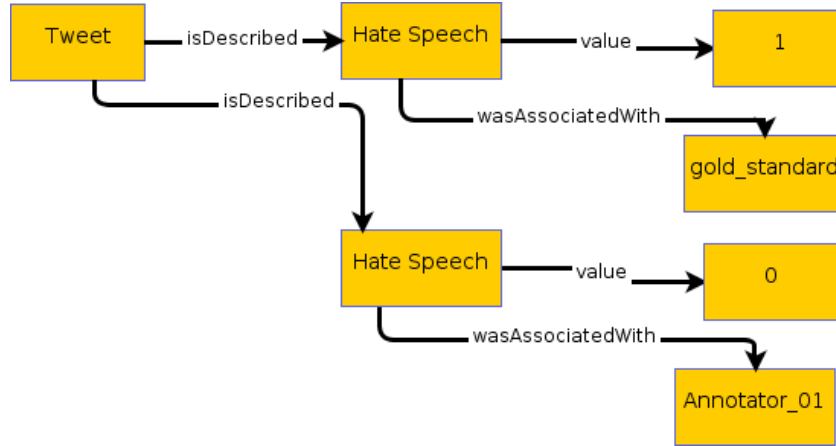 Tweet
isDescribed
Hate Speech
value
1
isDescribed
wasAssociatedWith
gold_standard
Hate Speech
value
0
wasAssociatedWith
Annotator_01